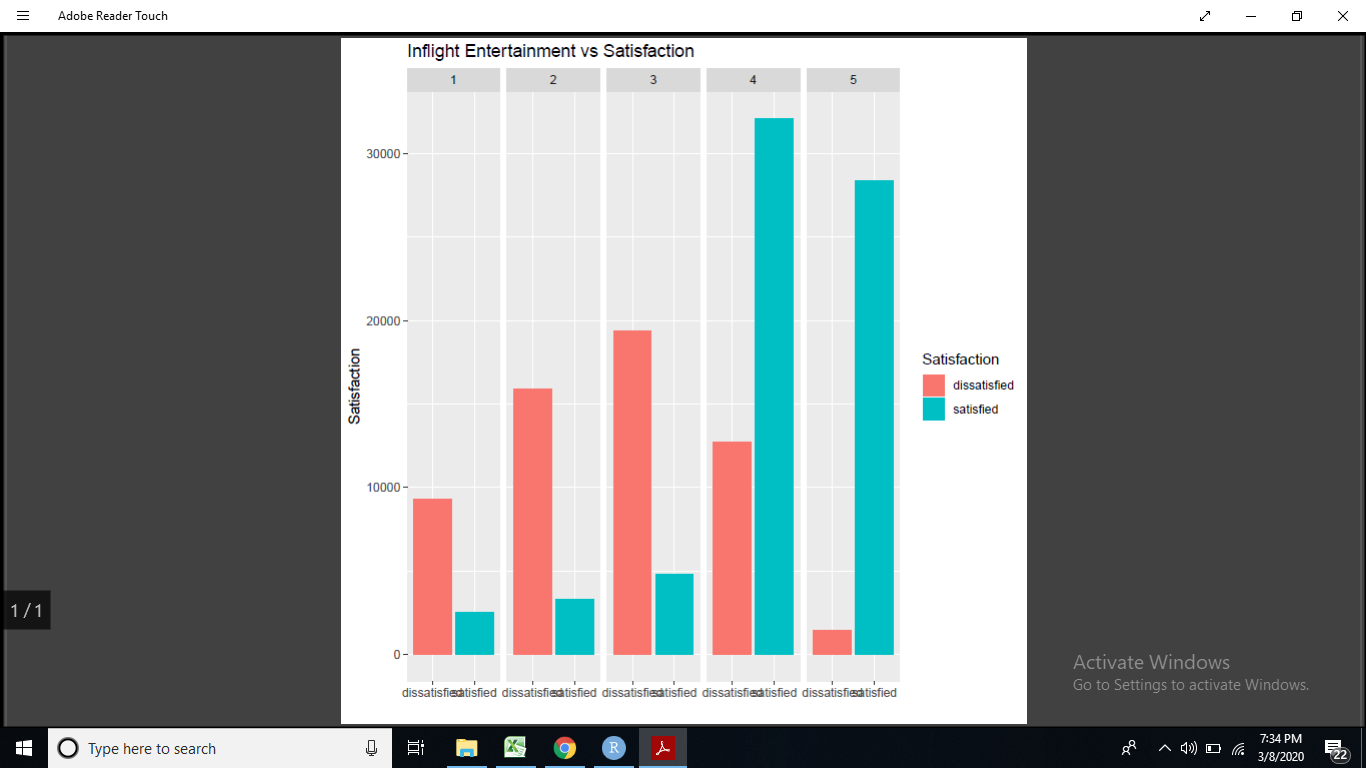 Adobe Reader Touch
Inflight Entertainment vs Satisfaction
1 2 3 4 5
30000
20000
10000
0
Satisfaction
dissatisfied satisfied dissatisfied satisfied dissatisfied satisfied dissatisfied satisfied dissatisfied satisfied
Satisfaction
dissatisfied
satisfied
1 / 1
Activate Windows
Go to Settings to activate Windows.
Type here to search
R
7:34 PM
3/8/2020
22